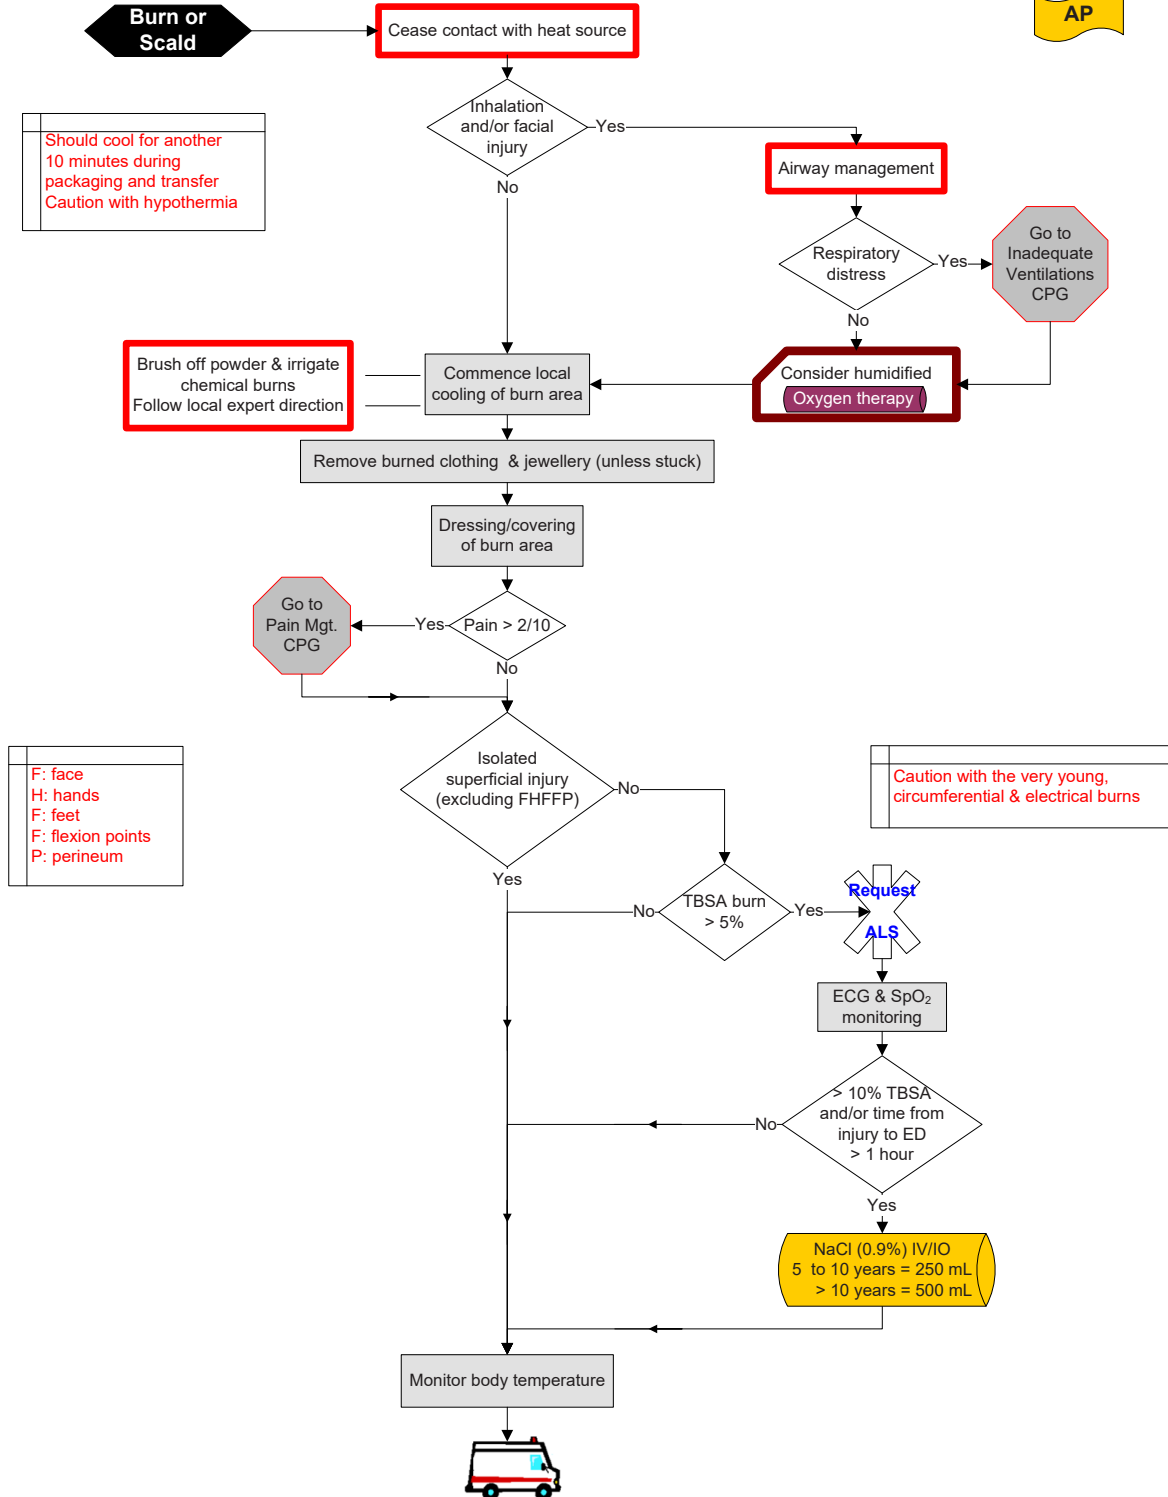 Burn or
Scald
Cease contact with heat source
AP
Inhalation
and/or facial
injury
Yes
No
Should cool for another
10 minutes during
packaging and transfer
Caution with hypothermia
Airway management
Respiratory
distress
Yes
No
Go to
Inadequate
Ventilations
CPG
Brush off powder & irrigate
chemical burns
Follow local expert direction
Commence local
cooling of burn area
Consider humidified
Oxygen therapy
Remove burned clothing & jewellery (unless stuck)
Dressing/covering
of burn area
Go to
Pain Mgt.
CPG
Yes
Pain > 2/10
No
Isolated
superficial injury
(excluding FHFFP)
No
Yes
F: face
H: hands
F: feet
F: flexion points
P: perineum
Caution with the very young,
circumferential & electrical burns
No
TBSA burn
> 5%
Yes
Request
ALS
ECG & SpO₂
monitoring
> 10% TBSA
and/or time from
injury to ED
> 1 hour
No
Yes
NaCl (0.9%) IV/IO
5 to 10 years = 250 mL
> 10 years = 500 mL
Monitor body temperature